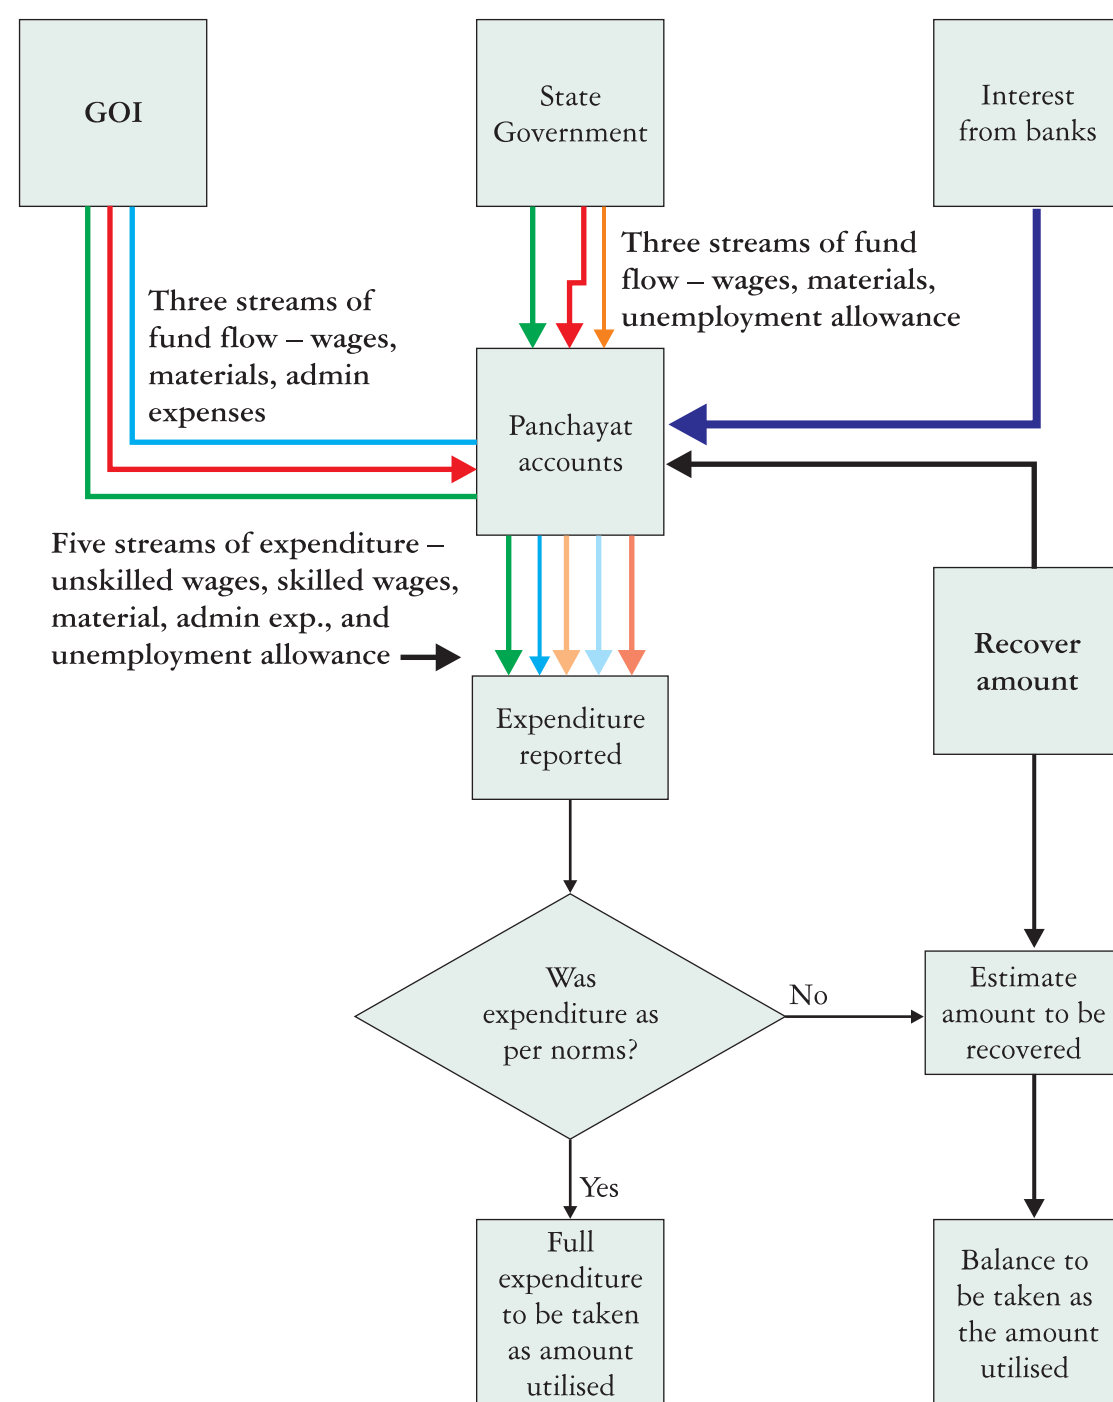 GOI
State
Government
Interest
from banks
Three streams of fund
flow – wages, materials,
unemployment allowance
Three streams of
fund flow – wages,
materials, admin
expenses
Panchayat
accounts
Five streams of expenditure –
unskilled wages, skilled wages,
material, admin exp., and
unemployment allowance
Recover
amount
Expenditure
reported
Was
expenditure as
per norms?
No
Estimate
amount to be
recovered
Yes
Full
expenditure
to be taken
as amount
utilised
Balance to
be taken as
the amount
utilised